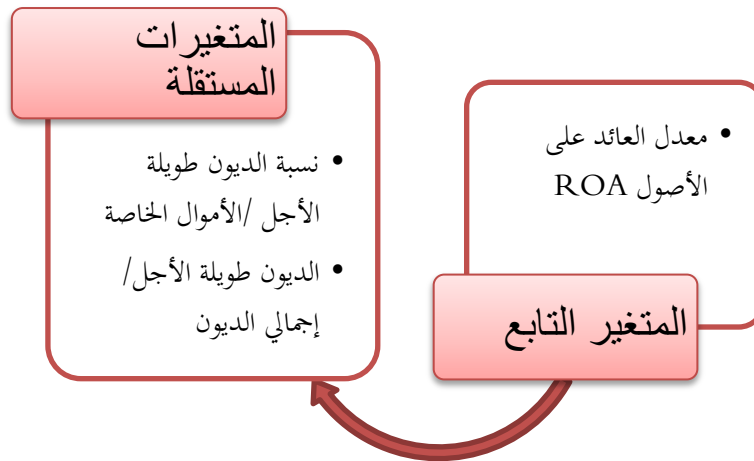 المتغيرات
المستقلة
• نسبة الديون طويلة
الأجل /الأموال الخاصة
• الديون طويلة الأجل/
إجمالي الديون
• معدل العائد على
الأصول ROA
المتغير التابع